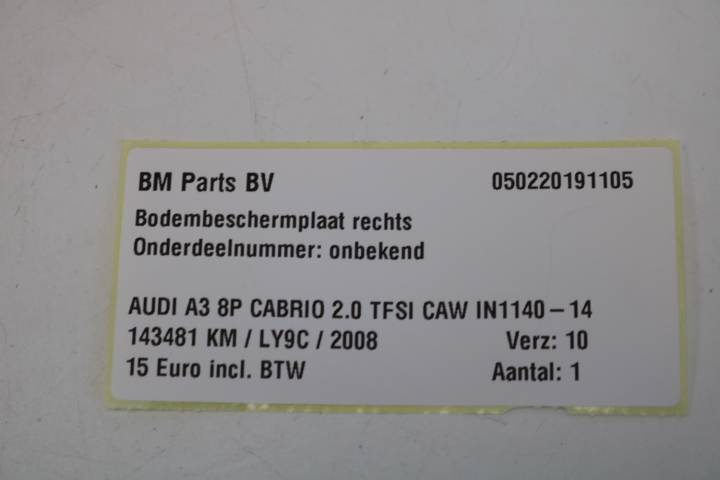 BM Parts BV 050220191105
Bodembeschermplaat rechts
Onderdeelnummer: onbekend
AUDI A3 8P CABRIO 2.0 TFSI CAW IN1140-14
143481 KM / LY9C / 2008 Verz: 10
15 Euro incl. BTW Aantal: 1